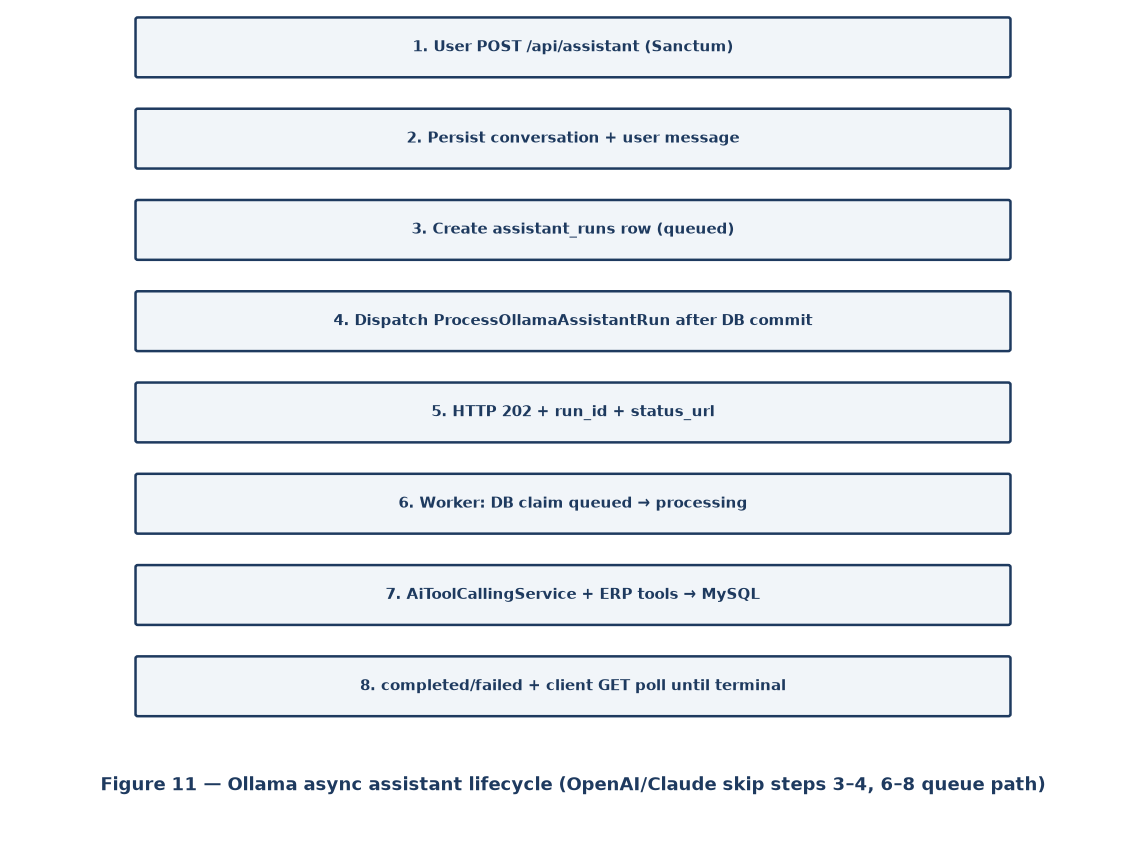 1. User POST /api/assistant (Sanctum)
2. Persist conversation + user message
3. Create assistant_runs row (queued)
4. Dispatch ProcessOllamaAssistantRun after DB commit
5. HTTP 202 + run_id + status_url
6. Worker: DB claim queued → processing
7. AiToolCallingService + ERP tools → MySQL
8. completed/failed + client GET poll until terminal
Figure 11 — Ollama async assistant lifecycle (OpenAI/Claude skip steps 3–4, 6–8 queue path)